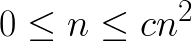 0 ≤ n ≤ cn²